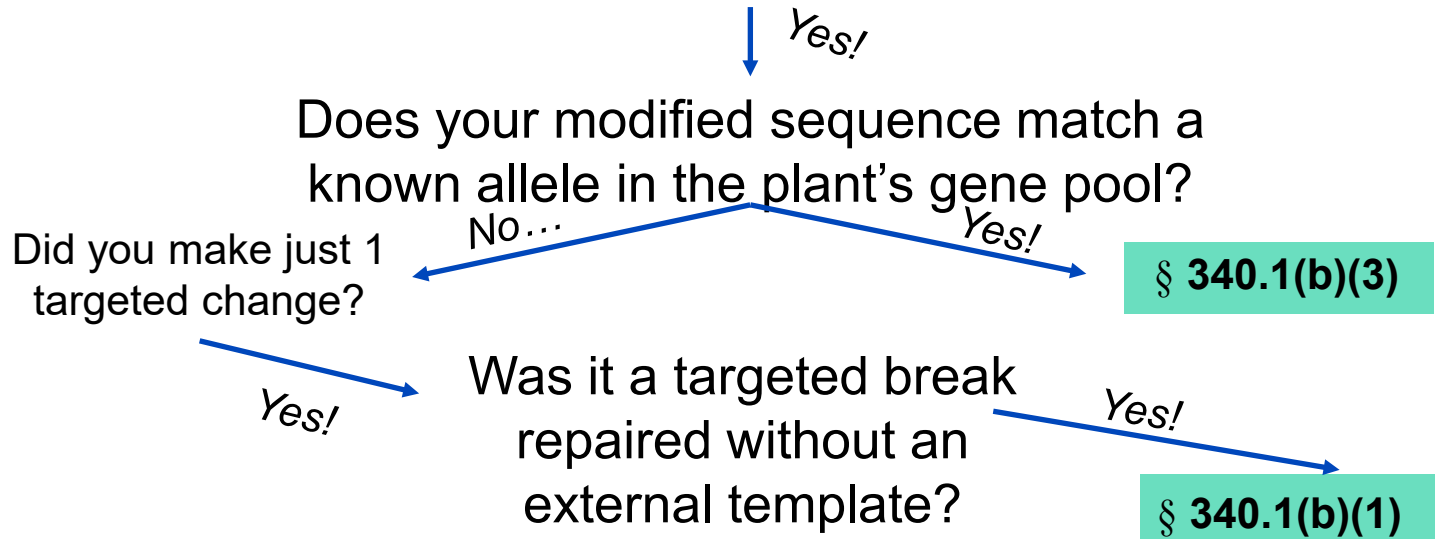 Yes!
Does your modified sequence match a
known allele in the plant's gene pool?
No...
Yes!
§ 340.1(b)(3)
Did you make just 1
targeted change?
Yes!
Was it a targeted break
repaired without an
external template?
Yes!
§ 340.1(b)(1)